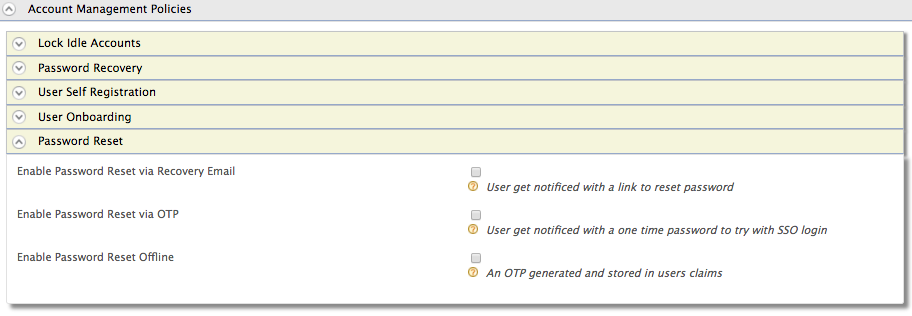 Account Management Policies
Lock Idle Accounts
Password Recovery
User Self Registration
User Onboarding
Password Reset
Enable Password Reset via Recovery Email
? User get notificed with a link to reset password
Enable Password Reset via OTP
? User get notificed with a one time password to try with SSO login
Enable Password Reset Offline
? An OTP generated and stored in users claims